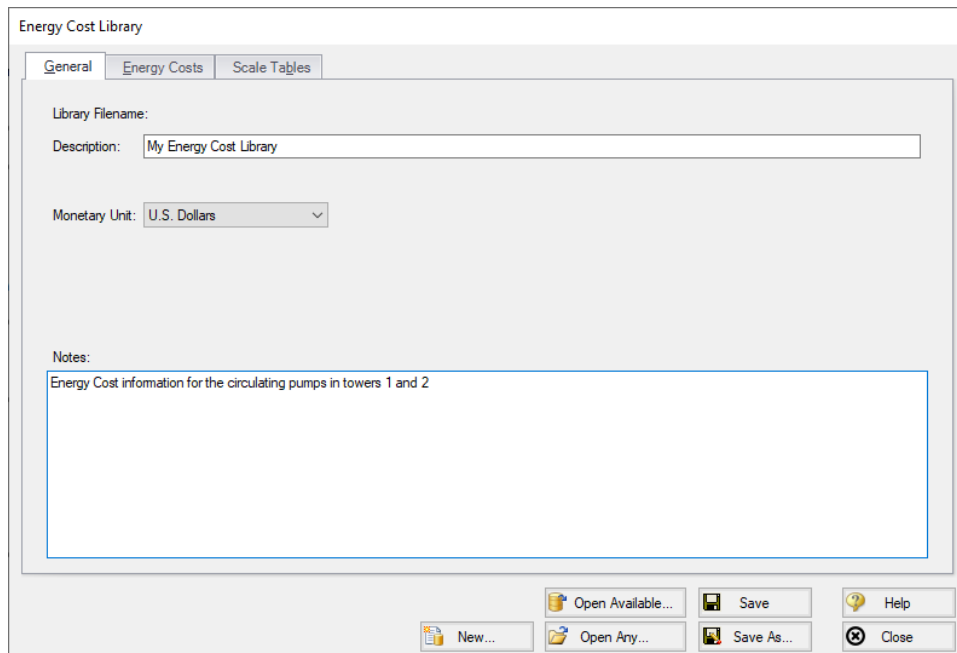 Energy Cost Library
General Energy Costs Scale Tables
Library Filename:
Description: My Energy Cost Library
Monetary Unit: U.S. Dollars
Notes:
Energy Cost information for the circulating pumps in towers 1 and 2
Open Available... Save Help
New... Open Any... Save As... Close